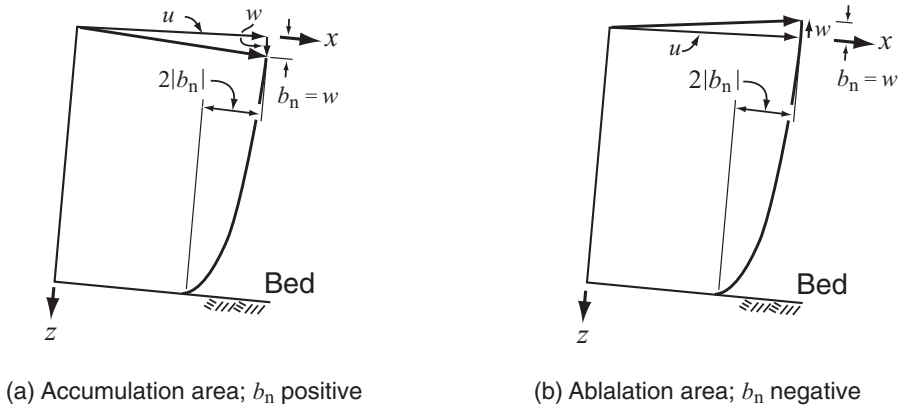 u
w
x
2|bₙ|
bₙ = w
Bed
z
(a) Accumulation area; bₙ positive
w
u
x
2|bₙ|
bₙ = w
Bed
z
(b) Ablalation area; bₙ negative